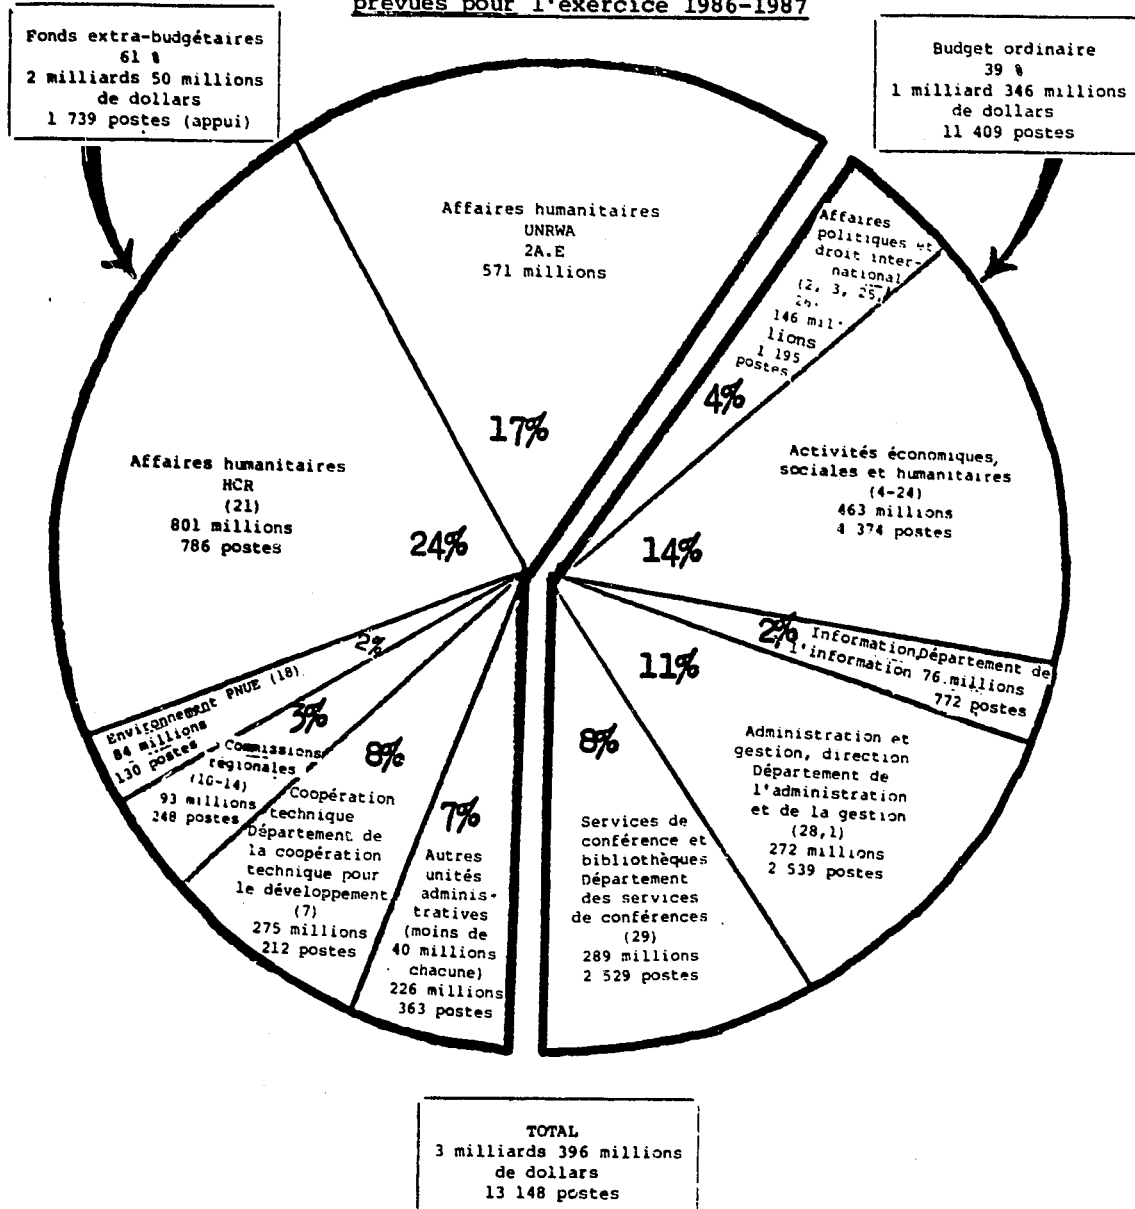 prévues pour l'exercice 1986-1987
Fonds extra-budgétaires
61 %
2 milliards 50 millions
de dollars
1 739 postes (appui)
Budget ordinaire
39 %
1 milliard 346 millions
de dollars
11 409 postes
Affaires humanitaires
UNRWA
2A.E
571 millions
17%
Affaires
politiques et
droit inter-
national
(2, 3, 25,
26.
146 mil-
lions
1 195
postes
4%
Activités économiques,
sociales et humanitaires
(4-24)
463 millions
4 374 postes
14%
2%
Information, Département de
l'information 76 millions
772 postes
11%
Administration et
gestion, direction
Département de
l'administration
et de la gestion
(28,1)
272 millions
2 539 postes
8%
Services de
conférence et
bibliothèques
Département
des services
de conférences
(29)
289 millions
2 529 postes
Affaires humanitaires
HCR
(21)
801 millions
786 postes
24%
2%
Environnement PNUE (18)
84 millions
130 postes
3%
Commissions
régionales
(10-14)
93 millions
248 postes
8%
Coopération
technique
Département de
la coopération
technique pour
le développement
(7)
275 millions
212 postes
7%
Autres
unités
adminis-
tratives
(moins de
40 millions
chacune)
226 millions
363 postes
TOTAL
3 milliards 396 millions
de dollars
13 148 postes